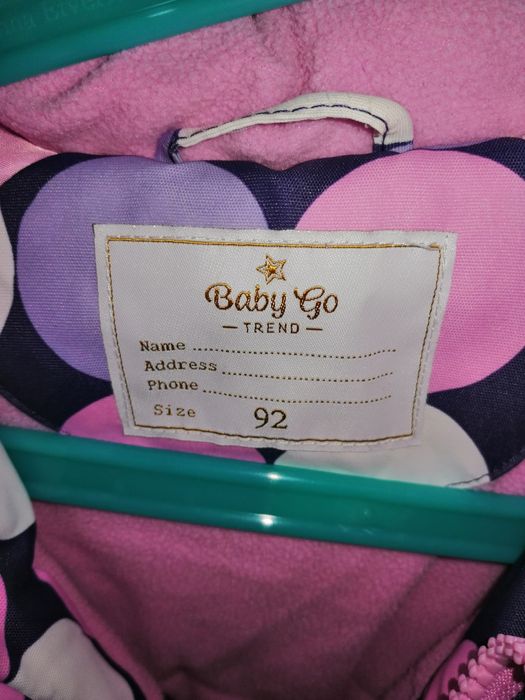 Baby Go
— TREND —
Name
Address
Phone
Size 92